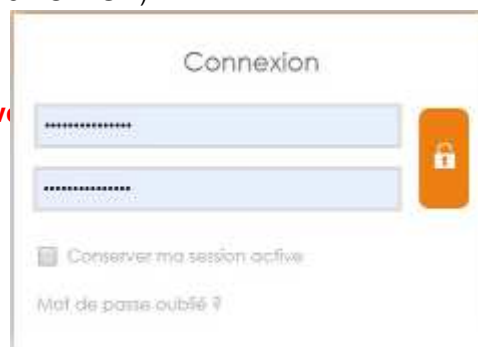 Connexion
•••••••••••••••
•••••••••••••••
Conserver ma session active
Mot de passe oublié ?